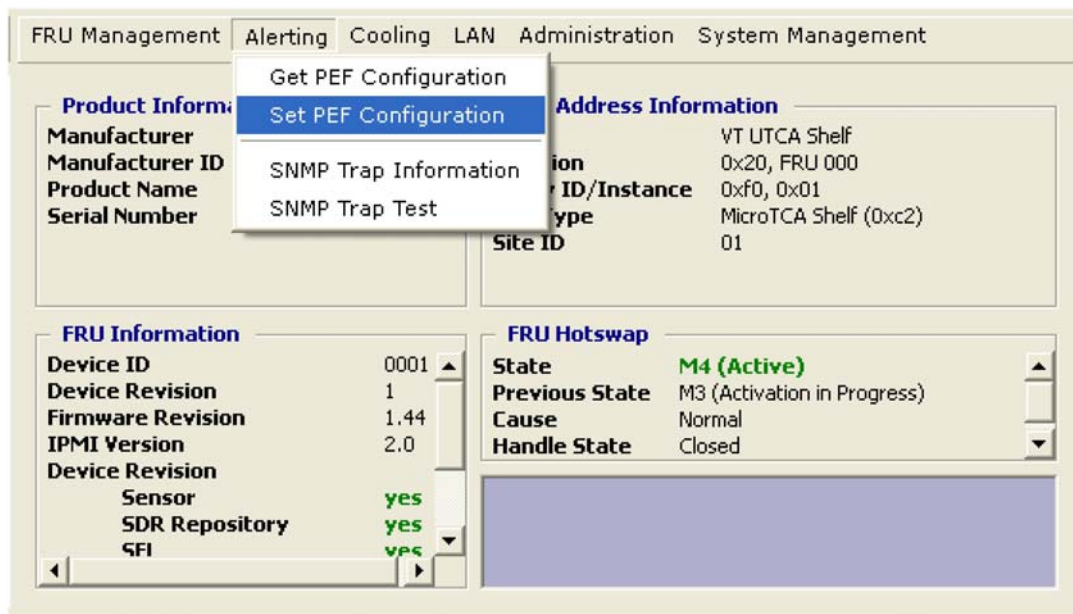 FRU Management Alerting Cooling LAN Administration System Management
Get PEF Configuration
Set PEF Configuration
SNMP Trap Information
SNMP Trap Test
Product
Manufacturer
Manufacturer ID
Product Name
Serial Number
Address Information
VT UTCA Shelf
0x20, FRU 000
ID/Instance 0xf0, 0x01
MicroTCA Shelf (0xc2)
Site ID 01
FRU Information
Device ID 0001
Device Revision 1
Firmware Revision 1.44
IPMI Version 2.0
Device Revision
Sensor yes
SDR Repository yes
SEL yes
FRU Hotswap
State M4 (Active)
Previous State M3 (Activation in Progress)
Cause Normal
Handle State Closed